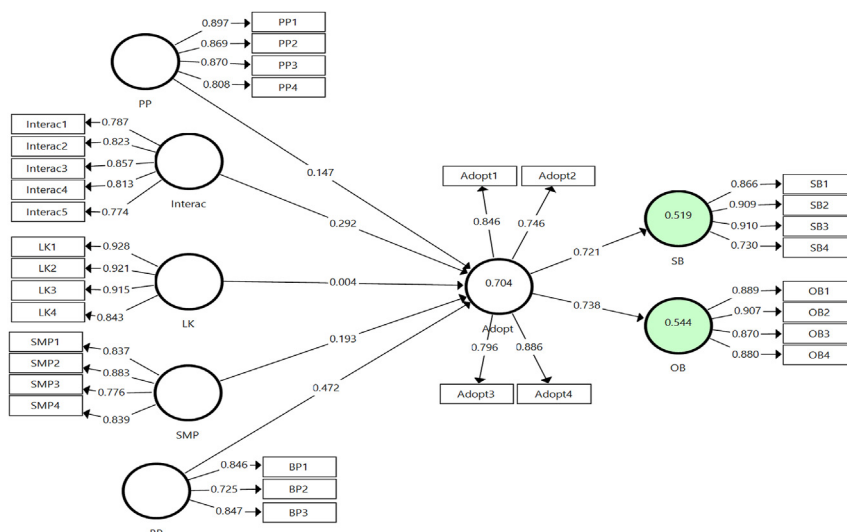 0.897
PP1
0.869
PP2
0.870
PP3
0.808
PP4
PP
Interac1
0.787
Interac2
0.823
Interac3
0.857
Interac4
0.813
Interac5
0.774
Interac
LK1
0.928
LK2
0.921
LK3
0.915
LK4
0.843
LK
SMP1
0.837
SMP2
0.883
SMP3
0.776
SMP4
0.839
SMP
0.846
BP1
0.725
BP2
0.847
BP3
0.147
0.292
0.004
0.193
0.472
Adopt1
Adopt2
0.846
0.746
0.704
Adopt
0.796
0.886
Adopt3
Adopt4
0.721
0.738
0.519
SB
0.866
SB1
0.909
SB2
0.910
SB3
0.730
SB4
0.544
OB
0.889
OB1
0.907
OB2
0.870
OB3
0.880
OB4